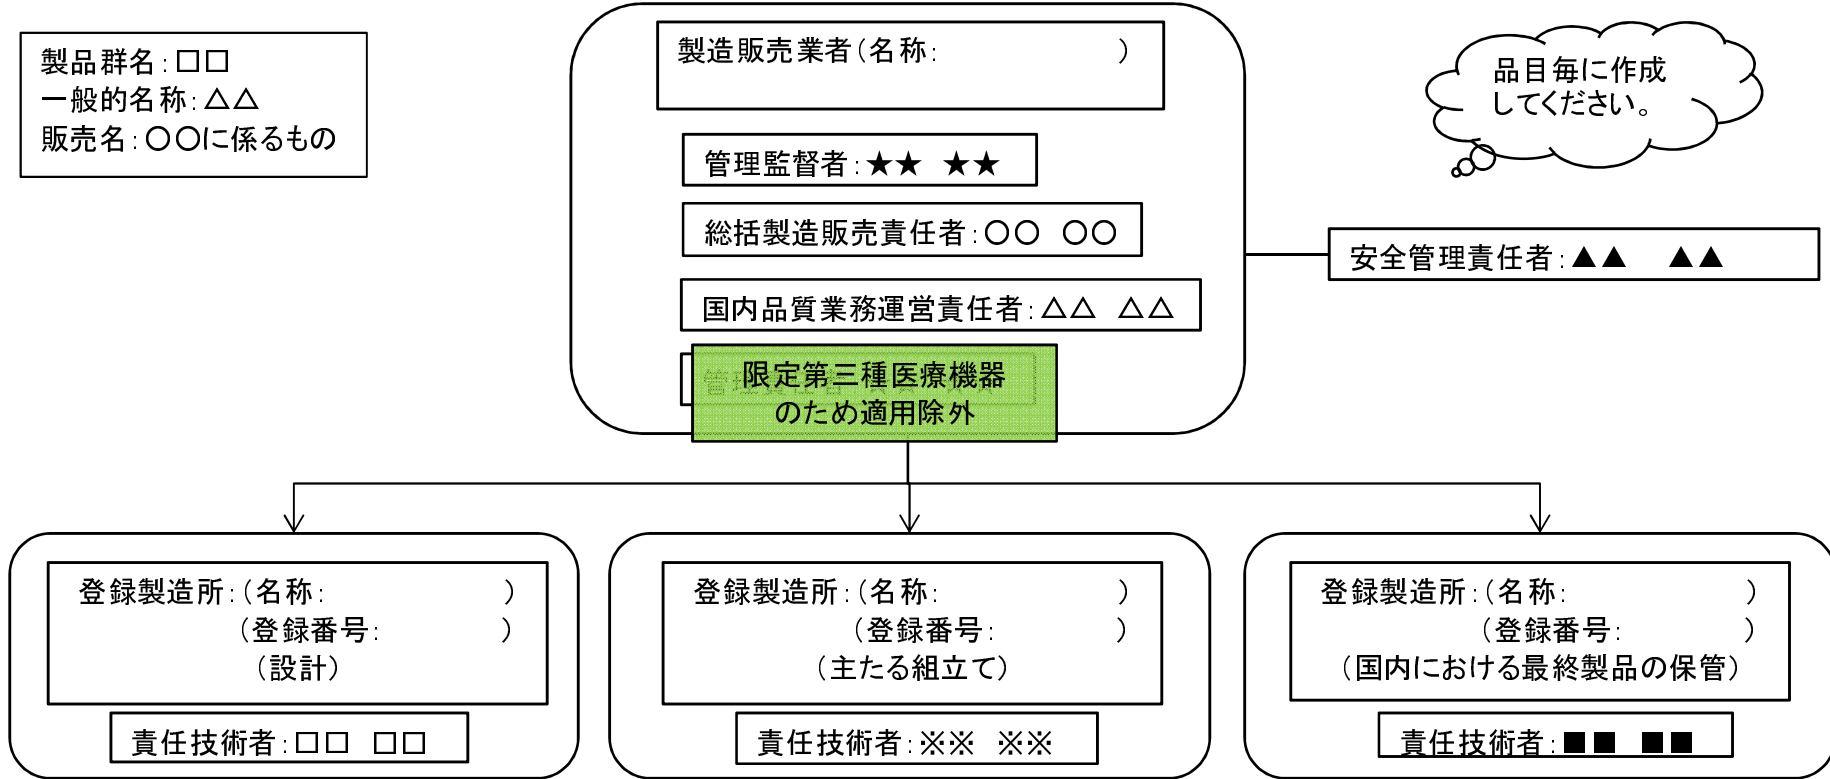 製品群名:□□
一般的名称:△△
販売名:〇〇に係るもの
製造販売業者(名称:　　　　　　)
管理監督者:★★　★★
総括製造販売責任者:〇〇　〇〇
国内品質業務運営責任者:△△　△△
限定第三種医療機器
のため適用除外
品目毎に作成
してください。
安全管理責任者:▲▲　▲▲
登録製造所:(名称:　　　　　　)
(登録番号:　　　　)
(設計)
責任技術者:□□　□□
登録製造所:(名称:　　　　　　)
(登録番号:　　　　)
(主たる組立て)
責任技術者:※※　※※
登録製造所:(名称:　　　　　　)
(登録番号:　　　　)
(国内における最終製品の保管)
責任技術者:■■　■■